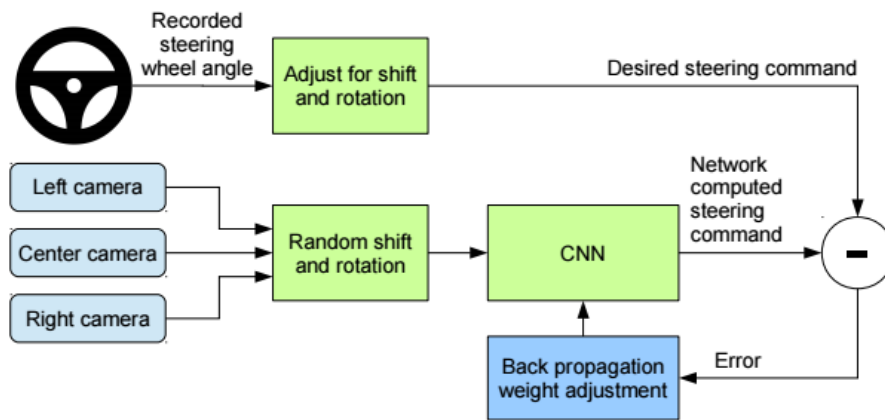 Recorded
steering
wheel angle
Adjust for shift
and rotation
Desired steering command
Left camera
Center camera
Right camera
Random shift
and rotation
CNN
Network
computed
steering
command
-
Back propagation
weight adjustment
Error